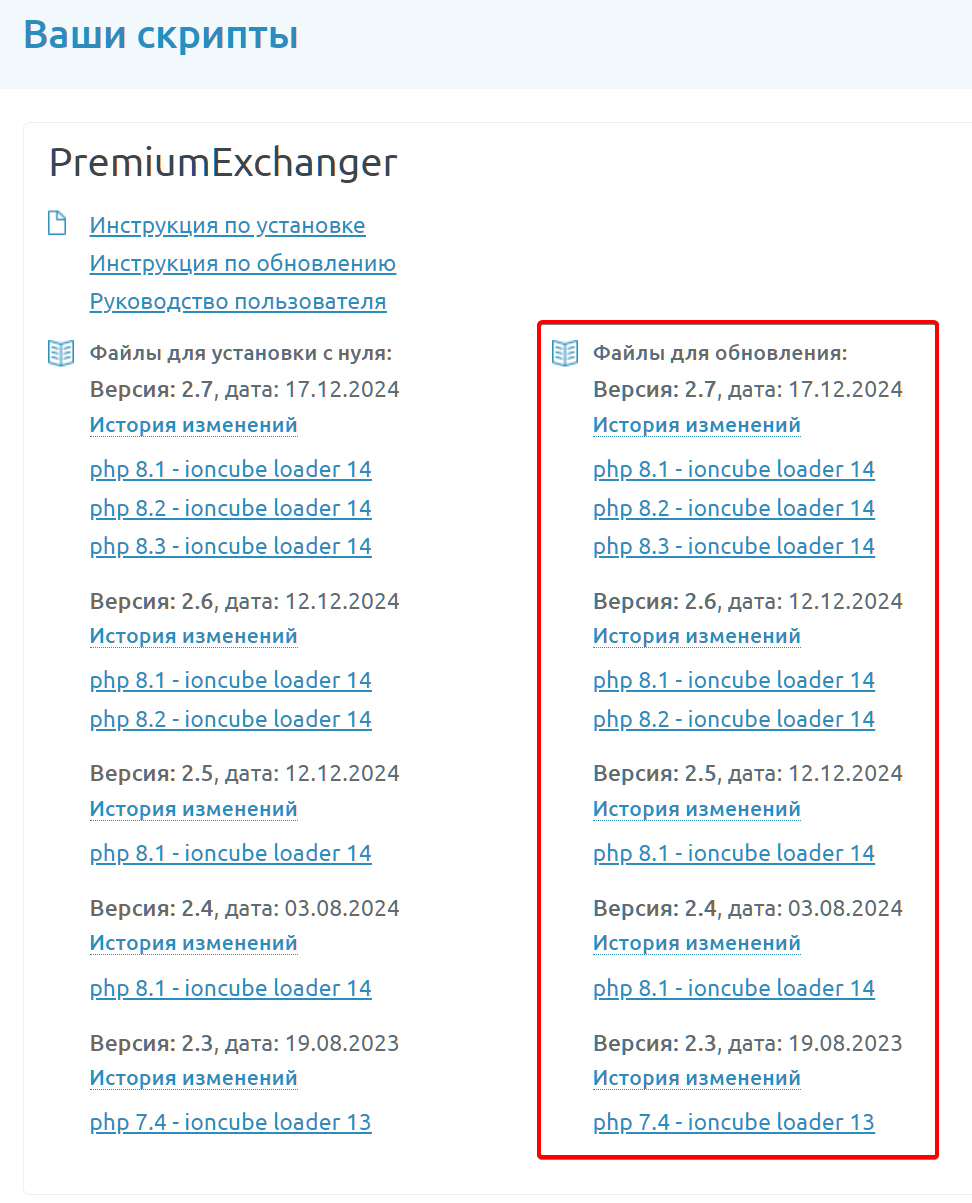 Ваши скрипты
PremiumExchanger
Инструкция по установке
Инструкция по обновлению
Руководство пользователя
Файлы для установки с нуля:
Версия: 2.7, дата: 17.12.2024
История изменений
php 8.1 - ioncube loader 14
php 8.2 - ioncube loader 14
php 8.3 - ioncube loader 14
Версия: 2.6, дата: 12.12.2024
История изменений
php 8.1 - ioncube loader 14
php 8.2 - ioncube loader 14
Версия: 2.5, дата: 12.12.2024
История изменений
php 8.1 - ioncube loader 14
Версия: 2.4, дата: 03.08.2024
История изменений
php 8.1 - ioncube loader 14
Версия: 2.3, дата: 19.08.2023
История изменений
php 7.4 - ioncube loader 13
Файлы для обновления:
Версия: 2.7, дата: 17.12.2024
История изменений
php 8.1 - ioncube loader 14
php 8.2 - ioncube loader 14
php 8.3 - ioncube loader 14
Версия: 2.6, дата: 12.12.2024
История изменений
php 8.1 - ioncube loader 14
php 8.2 - ioncube loader 14
Версия: 2.5, дата: 12.12.2024
История изменений
php 8.1 - ioncube loader 14
Версия: 2.4, дата: 03.08.2024
История изменений
php 8.1 - ioncube loader 14
Версия: 2.3, дата: 19.08.2023
История изменений
php 7.4 - ioncube loader 13